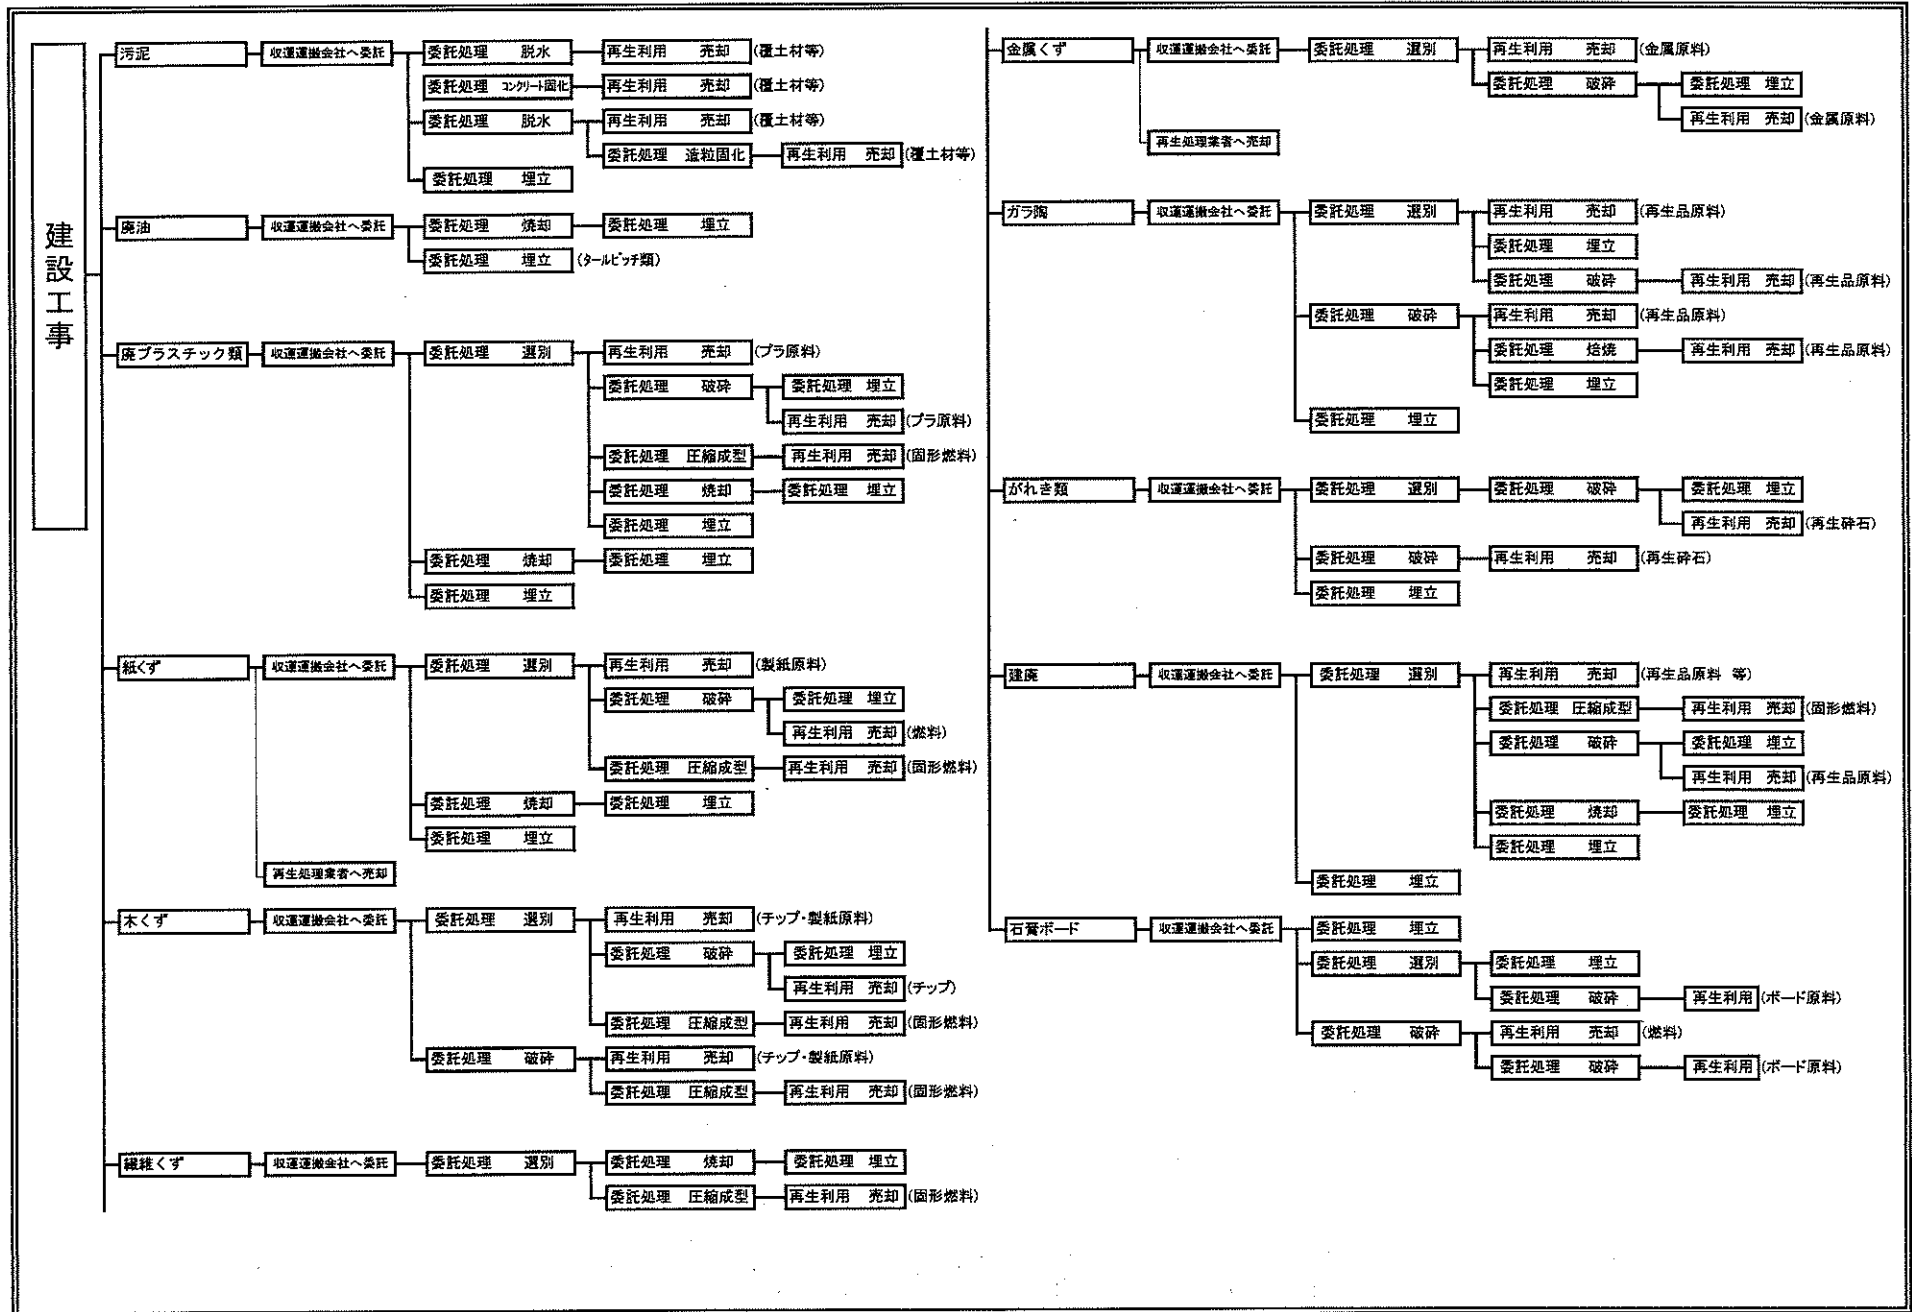 建設工事
汚泥 収運運搬会社へ委託 委託処理 脱水 再生利用 売却 (覆土材等)
委託処理 コンクリート固化 再生利用 売却 (覆土材等)
委託処理 脱水 再生利用 売却 (覆土材等)
委託処理 造粒固化 再生利用 売却 (覆土材等)
委託処理 埋立
廃油 収運運搬会社へ委託 委託処理 焼却 委託処理 埋立
委託処理 埋立 (タールピッチ類)
廃プラスチック類 収運運搬会社へ委託 委託処理 選別 再生利用 売却 (プラ原料)
委託処理 破砕 委託処理 埋立
再生利用 売却 (プラ原料)
委託処理 圧縮成型 再生利用 売却 (固形燃料)
委託処理 焼却 委託処理 埋立
委託処理 埋立
委託処理 焼却 委託処理 埋立
委託処理 埋立
紙くず 収運運搬会社へ委託 委託処理 選別 再生利用 売却 (製紙原料)
委託処理 破砕 委託処理 埋立
再生利用 売却 (燃料)
委託処理 圧縮成型 再生利用 売却 (固形燃料)
委託処理 焼却 委託処理 埋立
委託処理 埋立
再生処理業者へ売却
木くず 収運運搬会社へ委託 委託処理 選別 再生利用 売却 (チップ・製紙原料)
委託処理 破砕 委託処理 埋立
再生利用 売却 (チップ)
委託処理 圧縮成型 再生利用 売却 (固形燃料)
委託処理 破砕 再生利用 売却 (チップ・製紙原料)
委託処理 圧縮成型 再生利用 売却 (固形燃料)
繊維くず 収運運搬会社へ委託 委託処理 選別 委託処理 焼却 委託処理 埋立
委託処理 圧縮成型 再生利用 売却 (固形燃料)
金属くず 収運運搬会社へ委託 委託処理 選別 再生利用 売却 (金属原料)
委託処理 破砕 委託処理 埋立
再生利用 売却 (金属原料)
再生処理業者へ売却
ガラ陶 収運運搬会社へ委託 委託処理 選別 再生利用 売却 (再生品原料)
委託処理 埋立
委託処理 破砕 再生利用 売却 (再生品原料)
委託処理 破砕 再生利用 売却 (再生品原料)
委託処理 焙焼 再生利用 売却 (再生品原料)
委託処理 埋立
委託処理 埋立
がれき類 収運運搬会社へ委託 委託処理 選別 委託処理 破砕 委託処理 埋立
再生利用 売却 (再生砕石)
委託処理 破砕 再生利用 売却 (再生砕石)
委託処理 埋立
建廃 収運運搬会社へ委託 委託処理 選別 再生利用 売却 (再生品原料 等)
委託処理 圧縮成型 再生利用 売却 (固形燃料)
委託処理 破砕 委託処理 埋立
再生利用 売却 (再生品原料)
委託処理 焼却 委託処理 埋立
委託処理 埋立
委託処理 埋立
石膏ボード 収運運搬会社へ委託 委託処理 埋立
委託処理 選別 委託処理 埋立
委託処理 破砕 再生利用 (ボード原料)
委託処理 破砕 再生利用 売却 (燃料)
委託処理 破砕 再生利用 (ボード原料)